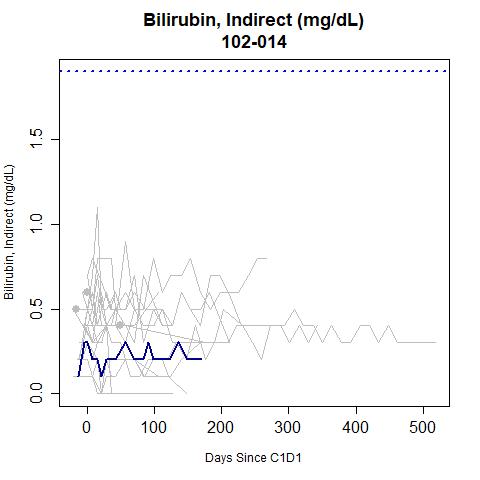 Bilirubin, Indirect (mg/dL)
102-014
Bilirubin, Indirect (mg/dL)
1.5
1.0
0.5
0.0
0 100 200 300 400 500
Days Since C1D1